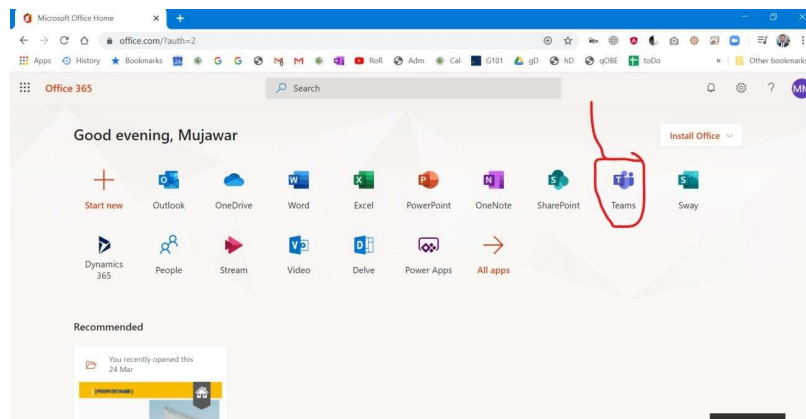 Microsoft Office Home
office.com/?auth=2
Apps History Bookmarks 24 G G RoR Adm Cal G101 gD hD qOBE toDo » Other bookmarks
Office 365 Search ? MM
Good evening, Mujawar
Install Office
Start new Outlook OneDrive Word Excel PowerPoint OneNote SharePoint Teams Sway
Dynamics 365 People Stream Video Delve Power Apps All apps
Recommended
You recently opened this
24 Mar
[PROPERTY NAME]